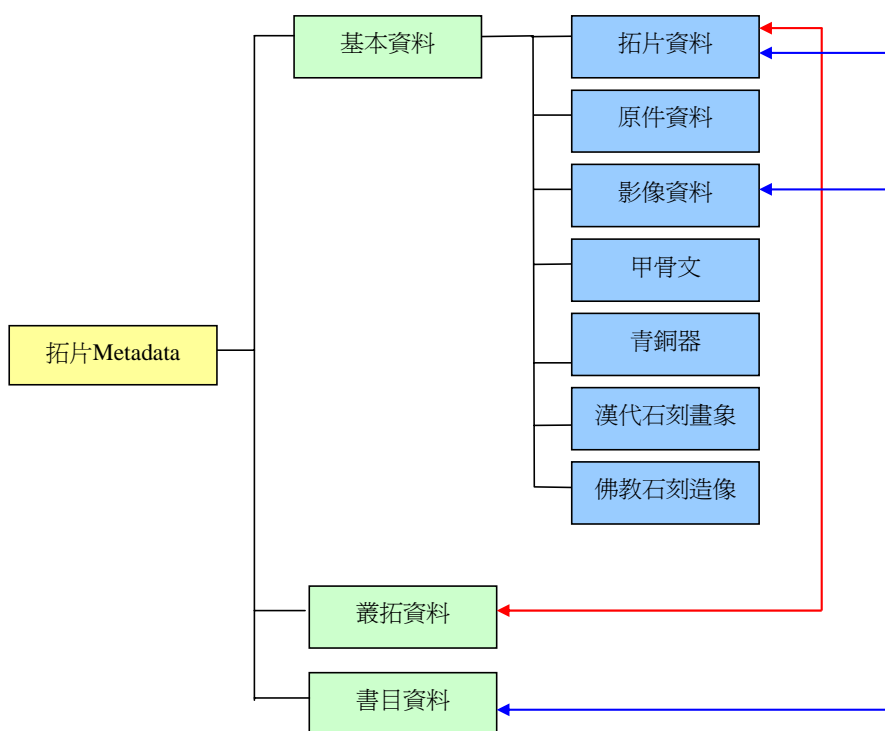 拓片Metadata
基本資料
拓片資料
原件資料
影像資料
甲骨文
青銅器
漢代石刻畫象
佛教石刻造像
叢拓資料
書目資料